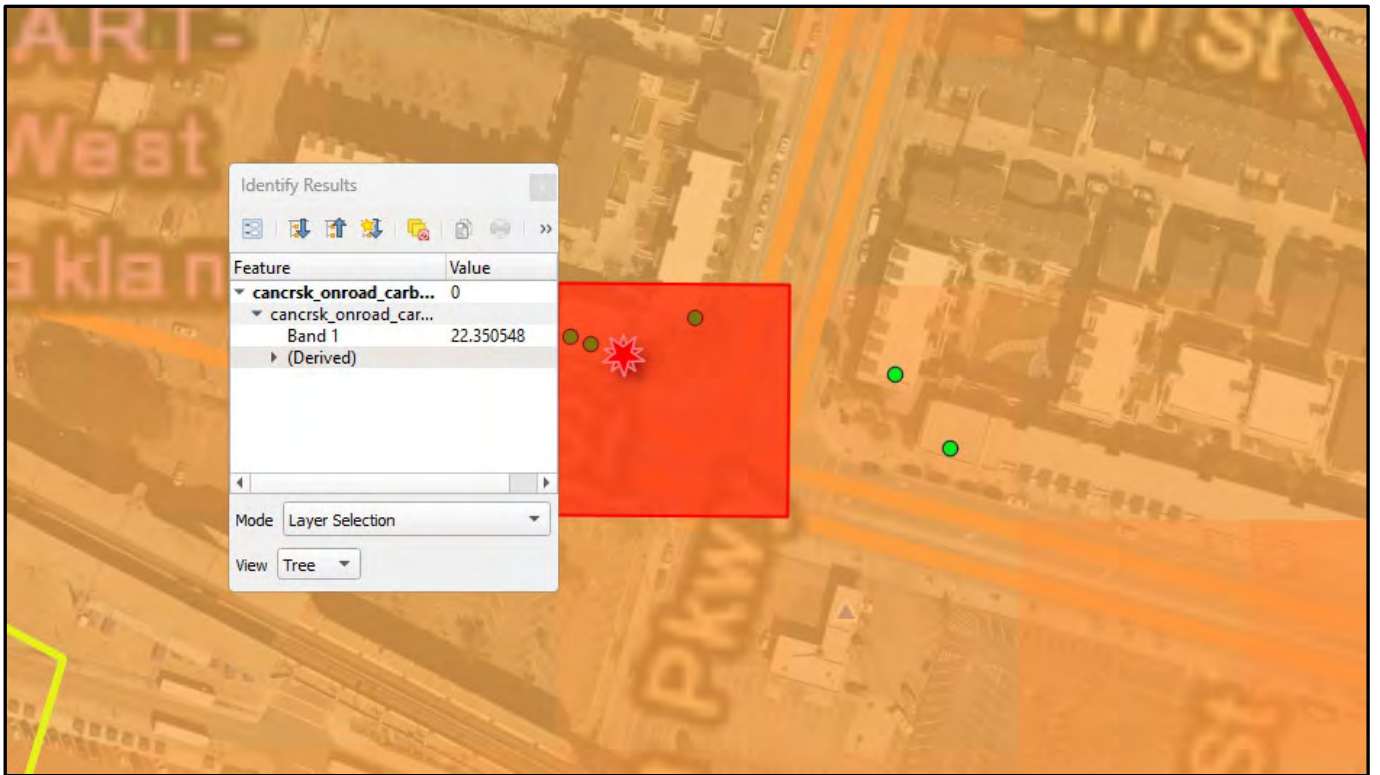 ART-
West
akland
Identify Results
Feature Value
cancrsk_onroad_carb... 0
cancrsk_onroad_car...
Band 1 22.350548
(Derived)
Mode Layer Selection
View Tree
Pkwy
St
St